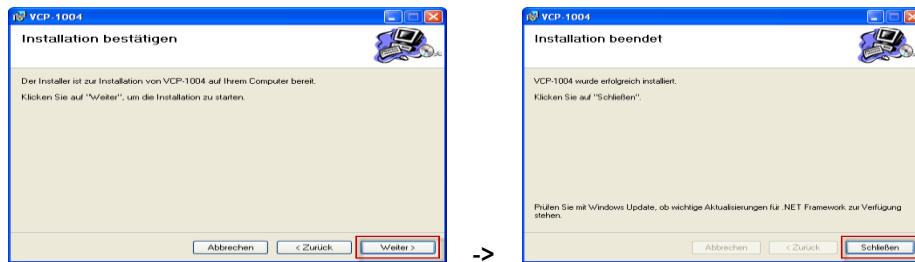 VCP-1004
Installation bestätigen
Der Installer ist zur Installation von VCP-1004 auf Ihrem Computer bereit.
Klicken Sie auf "Weiter", um die Installation zu starten.
Abbrechen
< Zurück
Weiter >
->
VCP-1004
Installation beendet
VCP-1004 wurde erfolgreich installiert.
Klicken Sie auf "Schließen".
Prüfen Sie mit Windows Update, ob wichtige Aktualisierungen für .NET Framework zur Verfügung
stehen.
Abbrechen
< Zurück
Schließen